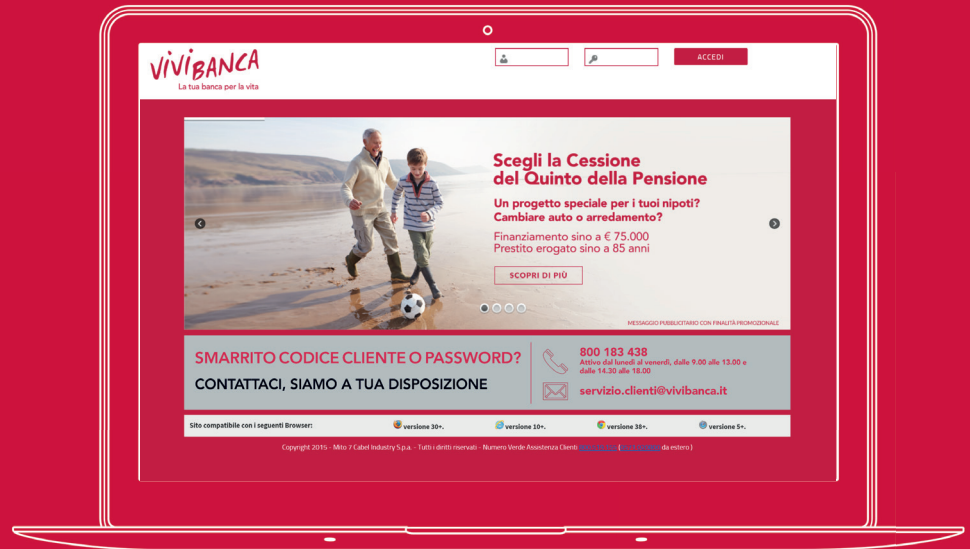 VIVIBANCA
La tua banca per la vita
ACCEDI
Scegli la Cessione
del Quinto della Pensione
Un progetto speciale per i tuoi nipoti?
Cambiare auto o arredamento?
Finanziamento sino a € 75.000
Prestito erogato sino a 85 anni
SCOPRI DI PIÙ
MESSAGGIO PUBBLICITARIO CON FINALITÀ PROMOZIONALE
SMARRITO CODICE CLIENTE O PASSWORD?
CONTATTACI, SIAMO A TUA DISPOSIZIONE
800 183 438
Attivo dal lunedì al venerdì, dalle 9.00 alle 13.00 e
dalle 14.30 alle 18.00
servizio.clienti@vivibanca.it
Sito compatibile con i seguenti Browser: versione 30+. versione 10+. versione 38+. versione 5+.
Copyright 2015 - Mito 7 Cabel Industry S.p.a. - Tutti i diritti riservati - Numero Verde Assistenza Clienti ( da estero )